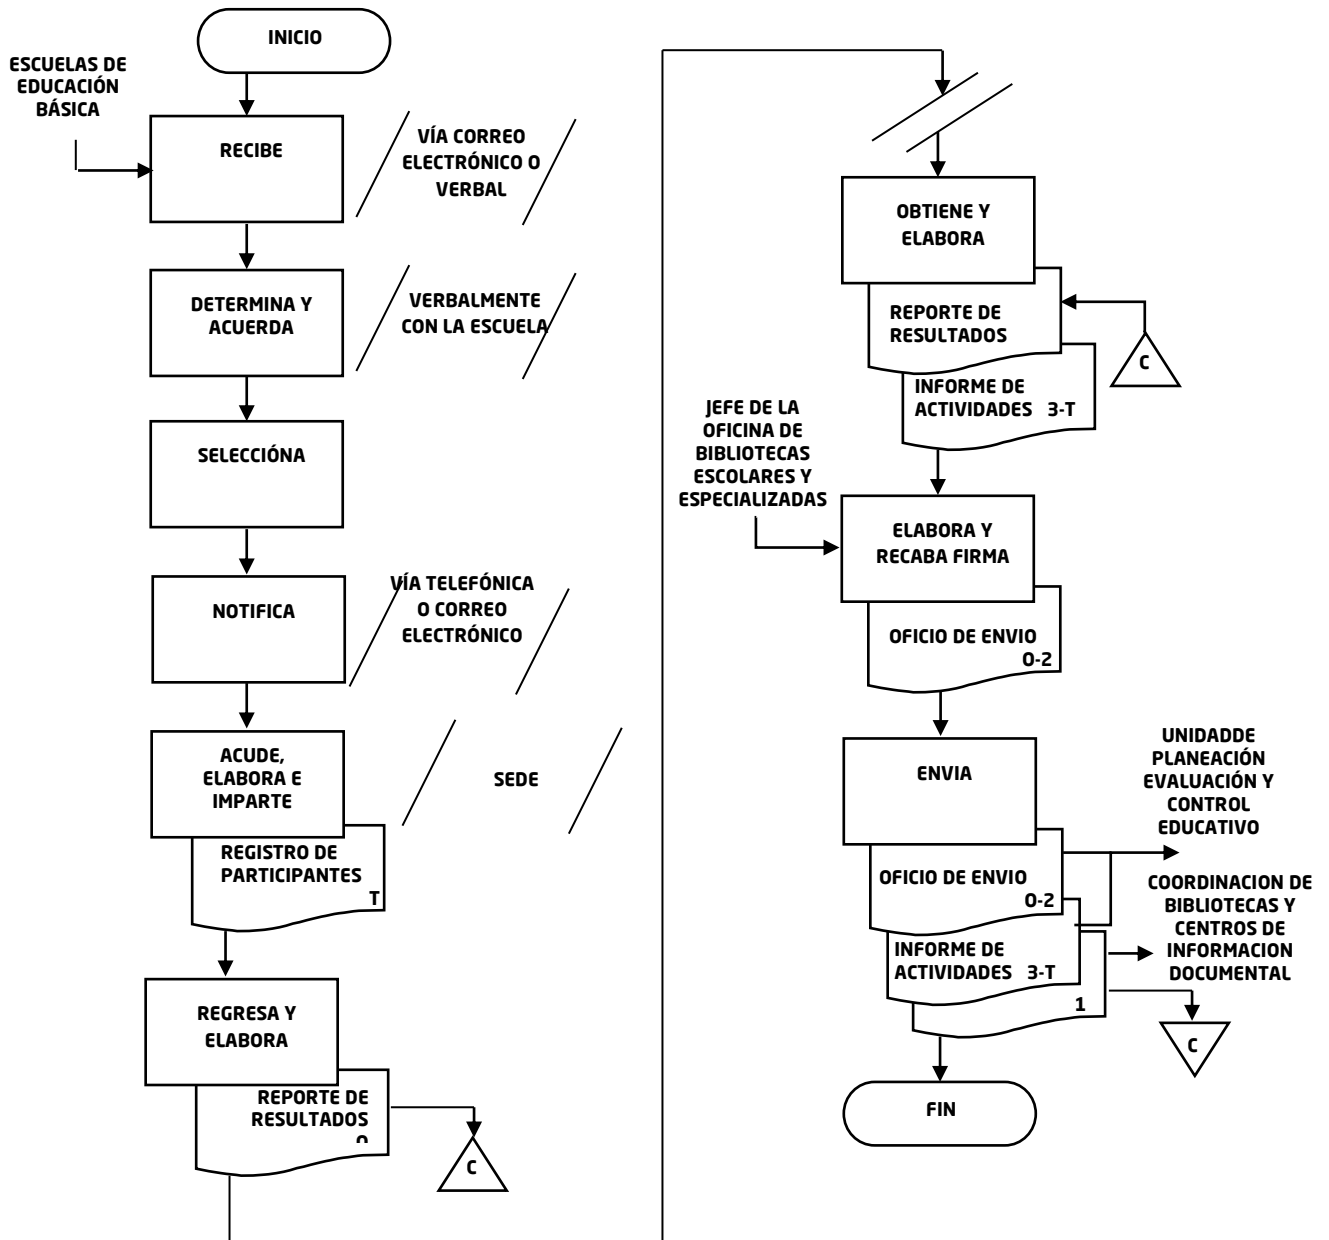 INICIO
ESCUELAS DE
EDUCACIÓN
BÁSICA
RECIBE
VÍA CORREO
ELECTRÓNICO O
VERBAL
DETERMINA Y
ACUERDA
VERBALMENTE
CON LA ESCUELA
SELECCIÓNA
NOTIFICA
VÍA TELEFÓNICA
O CORREO
ELECTRÓNICO
ACUDE,
ELABORA E
IMPARTE
SEDE
REGISTRO DE
PARTICIPANTES
T
REGRESA Y
ELABORA
REPORTE DE
RESULTADOS
C
OBTIENE Y
ELABORA
REPORTE DE
RESULTADOS
C
INFORME DE
ACTIVIDADES 3-T
JEFE DE LA
OFICINA DE
BIBLIOTECAS
ESCOLARES Y
ESPECIALIZADAS
ELABORA Y
RECABA FIRMA
OFICIO DE ENVIO
O-2
ENVIA
UNIDADDE
PLANEACIÓN
EVALUACIÓN Y
CONTROL
EDUCATIVO
OFICIO DE ENVIO
O-2
COORDINACION DE
BIBLIOTECAS Y
CENTROS DE
INFORMACION
DOCUMENTAL
INFORME DE
ACTIVIDADES 3-T
1
C
FIN